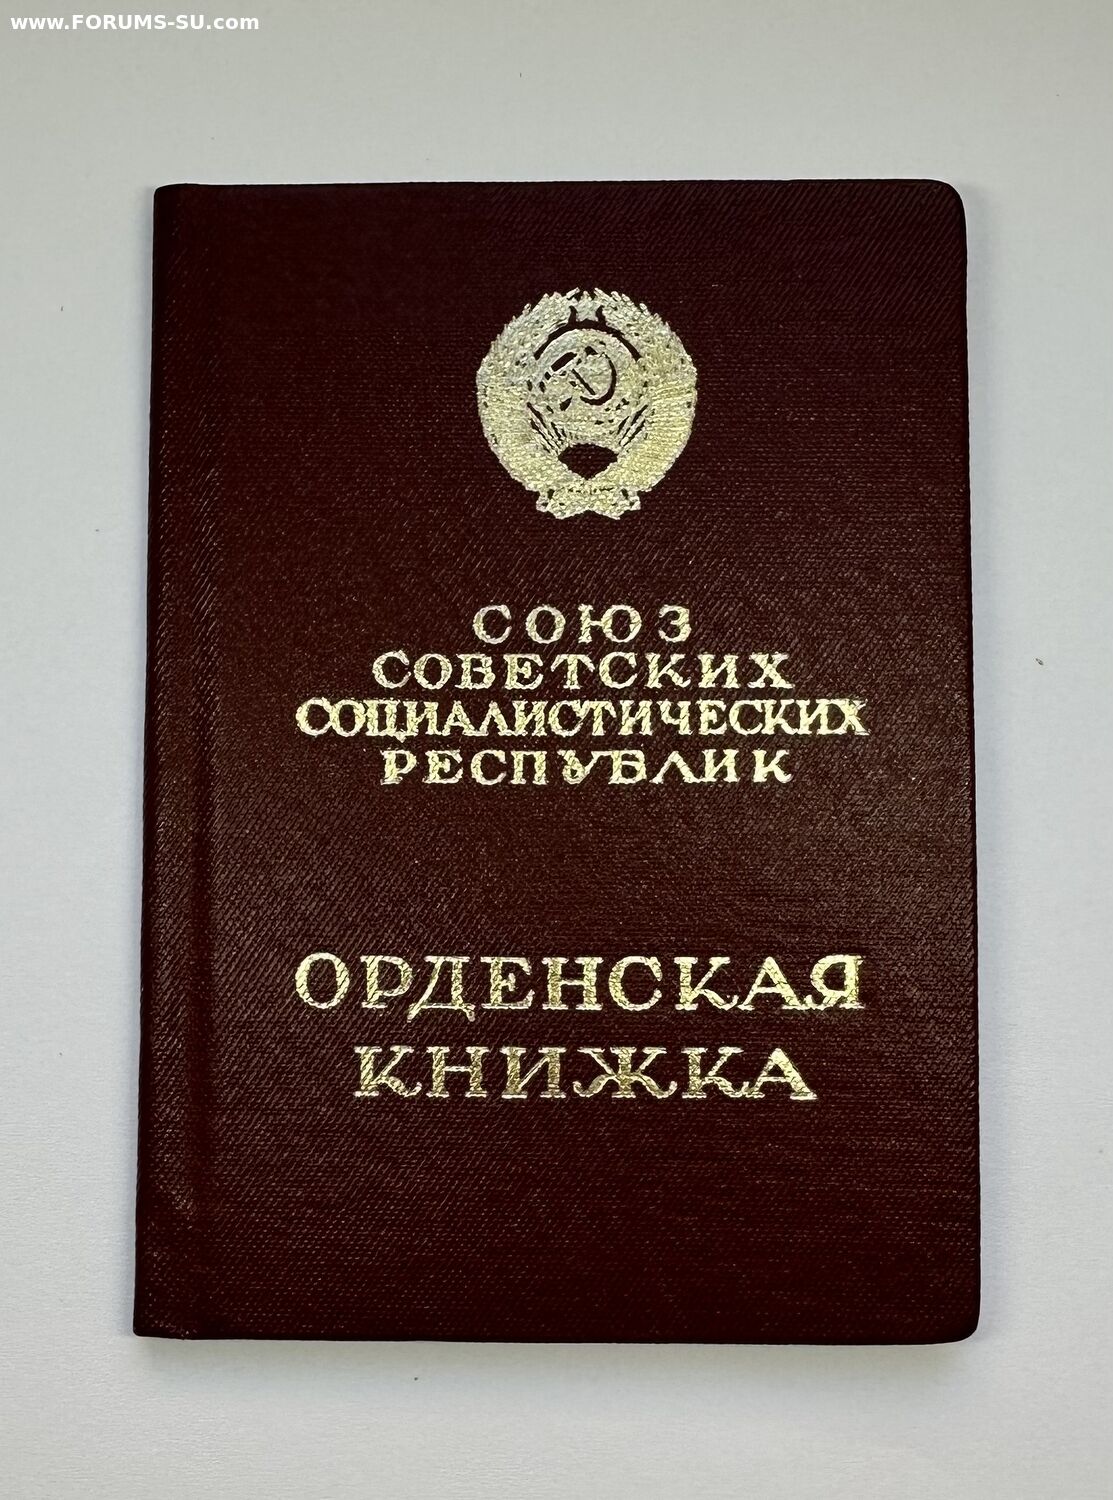 www.FORUMS-SU.com
СОЮЗ
СОВЕТСКИХ
СОЦИАЛИСТИЧЕСКИХ
РЕСПУБЛИК
ОРДЕНСКАЯ
КНИЖКА